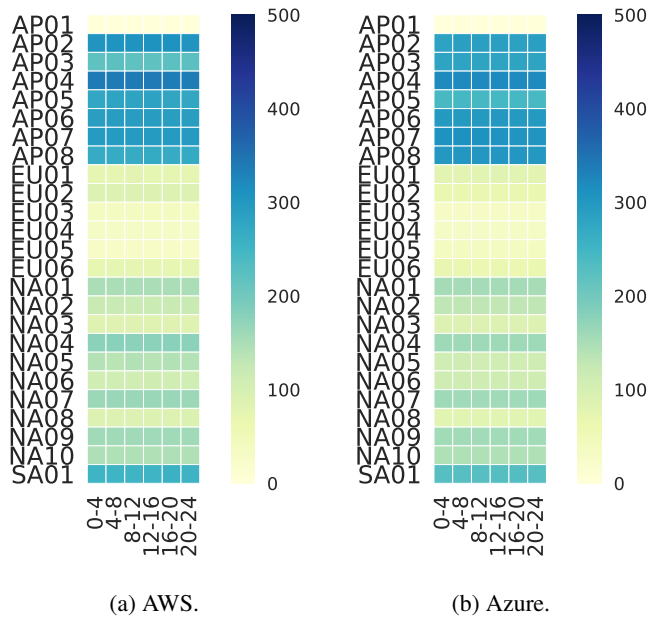 AP01
AP02
AP03
AP04
AP05
AP06
AP07
AP08
EU01
EU02
EU03
EU04
EU05
EU06
NA01
NA02
NA03
NA04
NA05
NA06
NA07
NA08
NA09
NA10
SA01
0-4
4-8
8-12
12-16
16-20
20-24
500
400
300
200
100
0
(a) AWS.
AP01
AP02
AP03
AP04
AP05
AP06
AP07
AP08
EU01
EU02
EU03
EU04
EU05
EU06
NA01
NA02
NA03
NA04
NA05
NA06
NA07
NA08
NA09
NA10
SA01
0-4
4-8
8-12
12-16
16-20
20-24
500
400
300
200
100
0
(b) Azure.